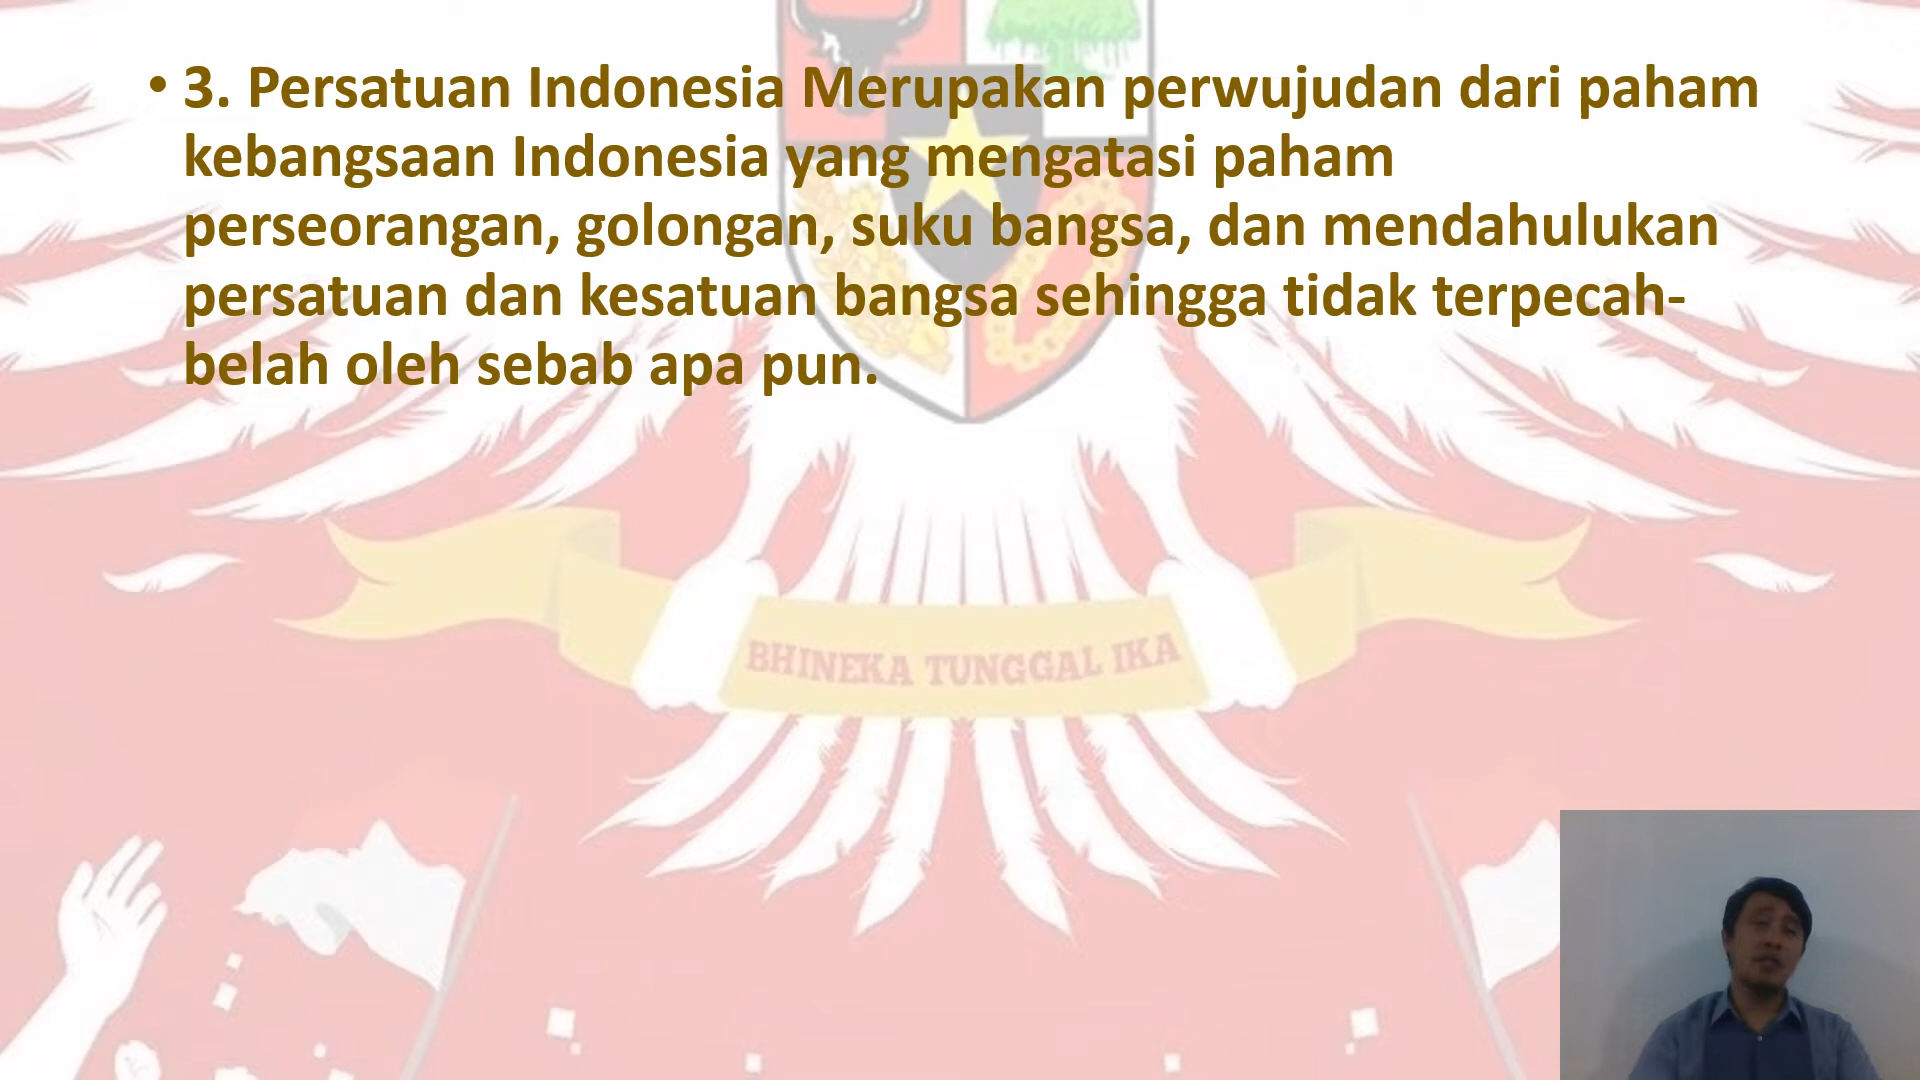 • 3. Persatuan Indonesia Merupakan perwujudan dari paham
kebangsaan Indonesia yang mengatasi paham
perseorangan, golongan, suku bangsa, dan mendahulukan
persatuan dan kesatuan bangsa sehingga tidak terpecah-
belah oleh sebab apa pun.
BHINEKA TUNGGAL IKA